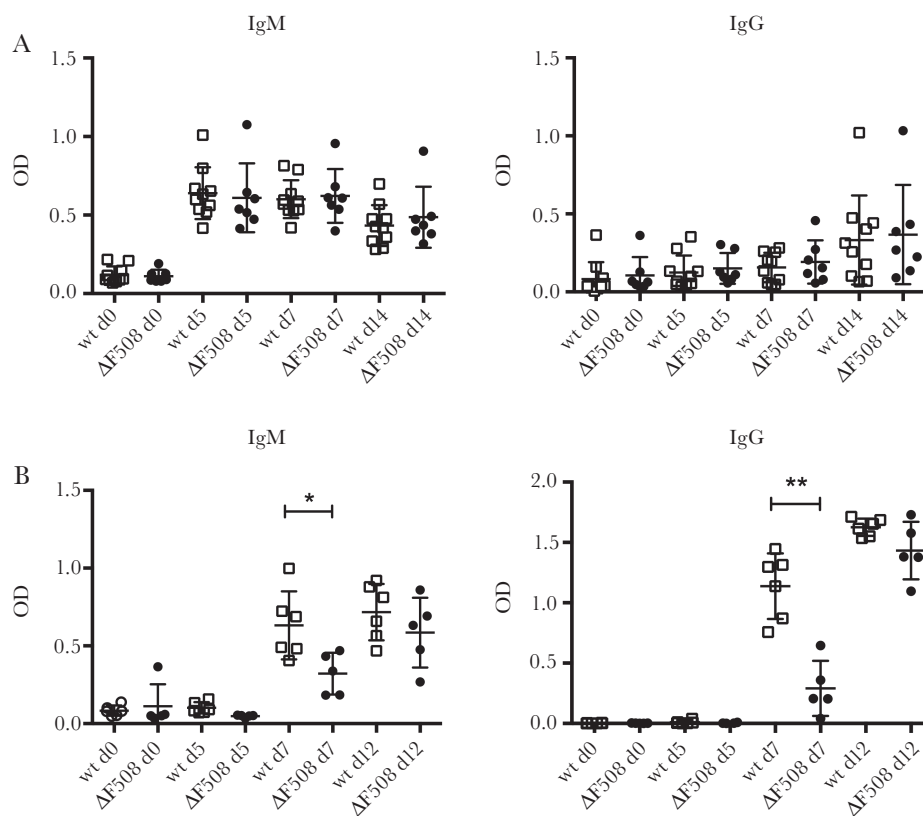 A
IgM
OD
1.5
1.0
0.5
0.0
wt d0
ΔF508 d0
wt d5
ΔF508 d5
wt d7
ΔF508 d7
wt d14
ΔF508 d14
IgG
OD
1.5
1.0
0.5
0.0
wt d0
ΔF508 d0
wt d5
ΔF508 d5
wt d7
ΔF508 d7
wt d14
ΔF508 d14
B
IgM
OD
1.5
1.0
0.5
0.0
*
wt d0
ΔF508 d0
wt d5
ΔF508 d5
wt d7
ΔF508 d7
wt d12
ΔF508 d12
IgG
OD
2.0
1.5
1.0
0.5
0.0
**
wt d0
ΔF508 d0
wt d5
ΔF508 d5
wt d7
ΔF508 d7
wt d12
ΔF508 d12